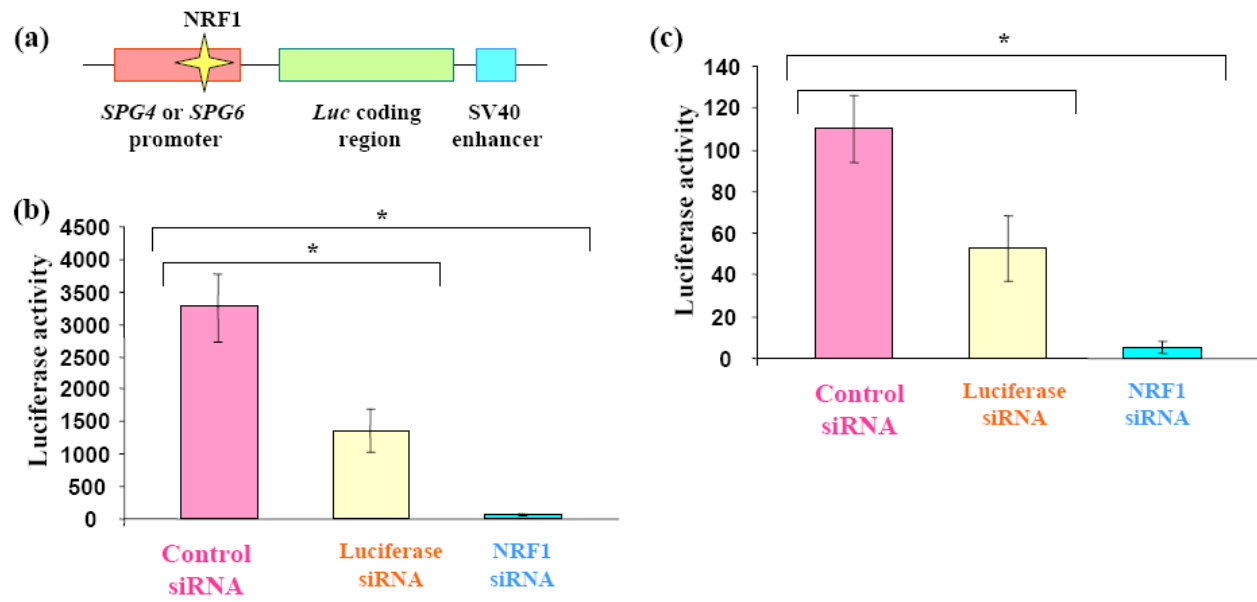 (a)
NRF1
SPG4 or SPG6
promoter
Luc coding
region
SV40
enhancer
(b)
*
*
Luciferase activity
4500
4000
3500
3000
2500
2000
1500
1000
500
0
Control
siRNA
Luciferase
siRNA
NRF1
siRNA
(c)
*
Luciferase activity
140
120
100
80
60
40
20
0
Control
siRNA
Luciferase
siRNA
NRF1
siRNA